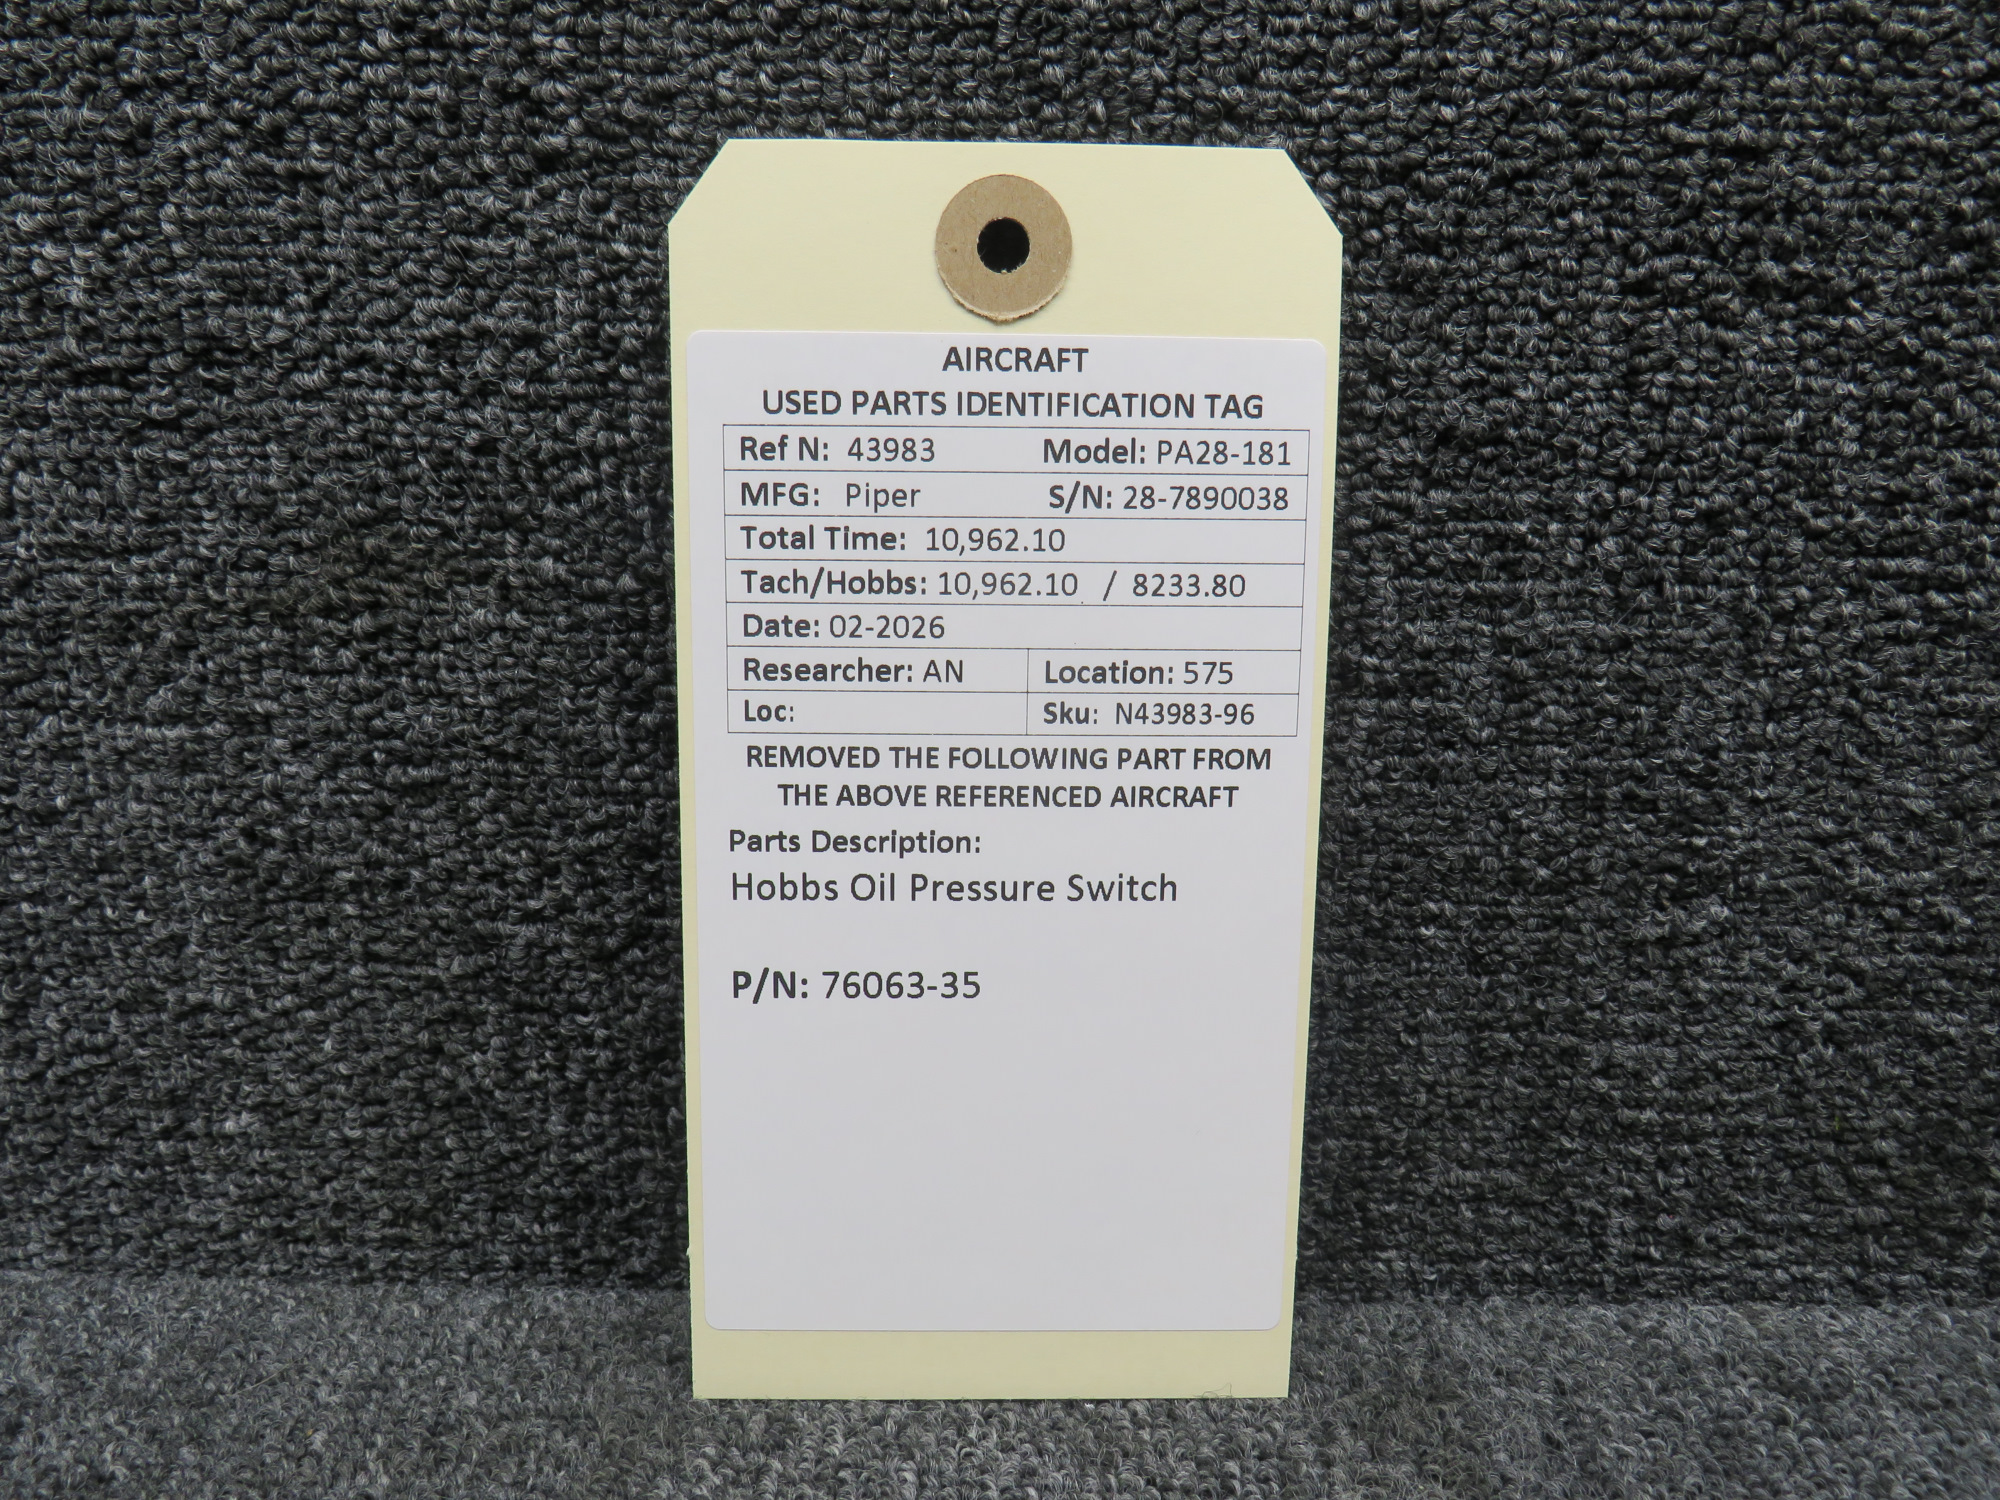 AIRCRAFT
USED PARTS IDENTIFICATION TAG
Ref N: 43983 Model: PA28-181
MFG: Piper S/N: 28-7890038
Total Time: 10,962.10
Tach/Hobbs: 10,962.10 / 8233.80
Date: 02-2026
Researcher: AN Location: 575
Loc: Sku: N43983-96
REMOVED THE FOLLOWING PART FROM
THE ABOVE REFERENCED AIRCRAFT
Parts Description:
Hobbs Oil Pressure Switch
P/N: 76063-35